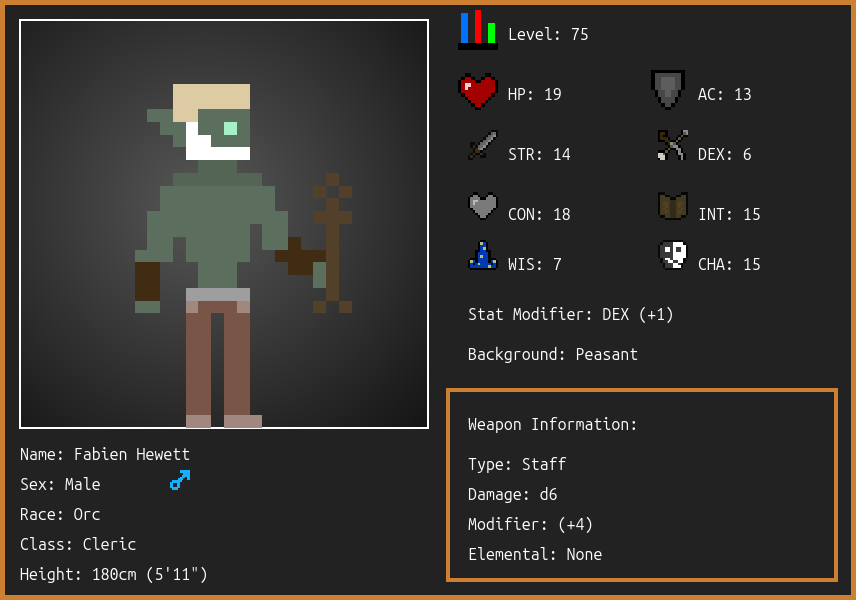 Level: 75
HP: 19
AC: 13
STR: 14
DEX: 6
CON: 18
INT: 15
WIS: 7
CHA: 15
Stat Modifier: DEX (+1)
Background: Peasant
Weapon Information:
Type: Staff
Damage: d6
Modifier: (+4)
Elemental: None
Name: Fabien Hewett
Sex: Male
Race: Orc
Class: Cleric
Height: 180cm (5'11")